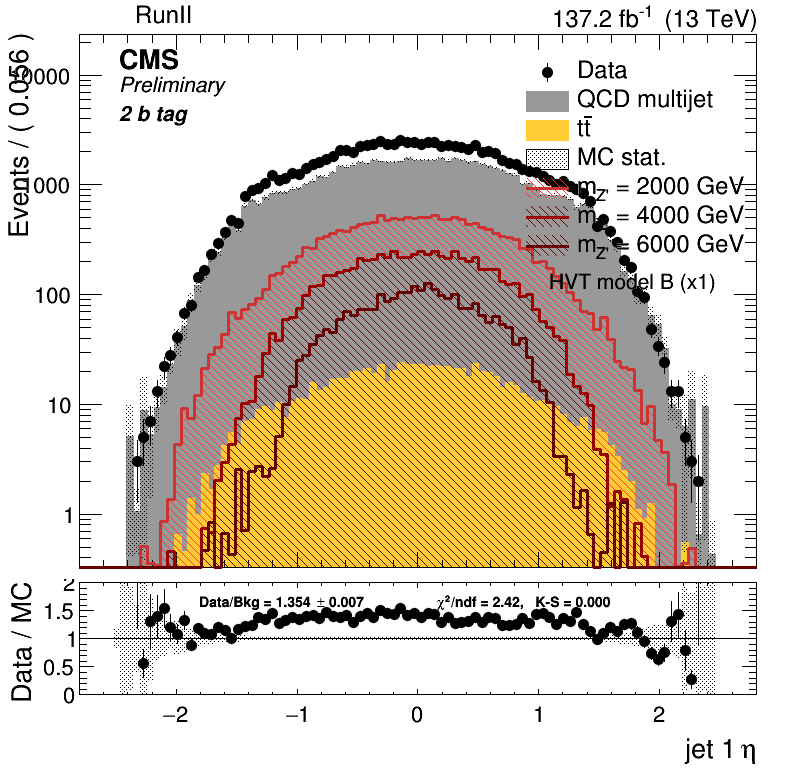 RunII 137.2 fb⁻¹ (13 TeV)
CMS
Preliminary
2 b tag
Data
QCD multijet
tt̄
MC stat.
m_Z' = 2000 GeV
m_Z' = 4000 GeV
m_Z' = 6000 GeV
HVT model B (x1)
Events / ( 0.056 )
10000
1000
100
10
1
Data/Bkg = 1.354 ± 0.007 χ²/ndf = 2.42, K-S = 0.000
Data / MC
2
1.5
1
0.5
0
−2 −1 0 1 2
jet 1 η